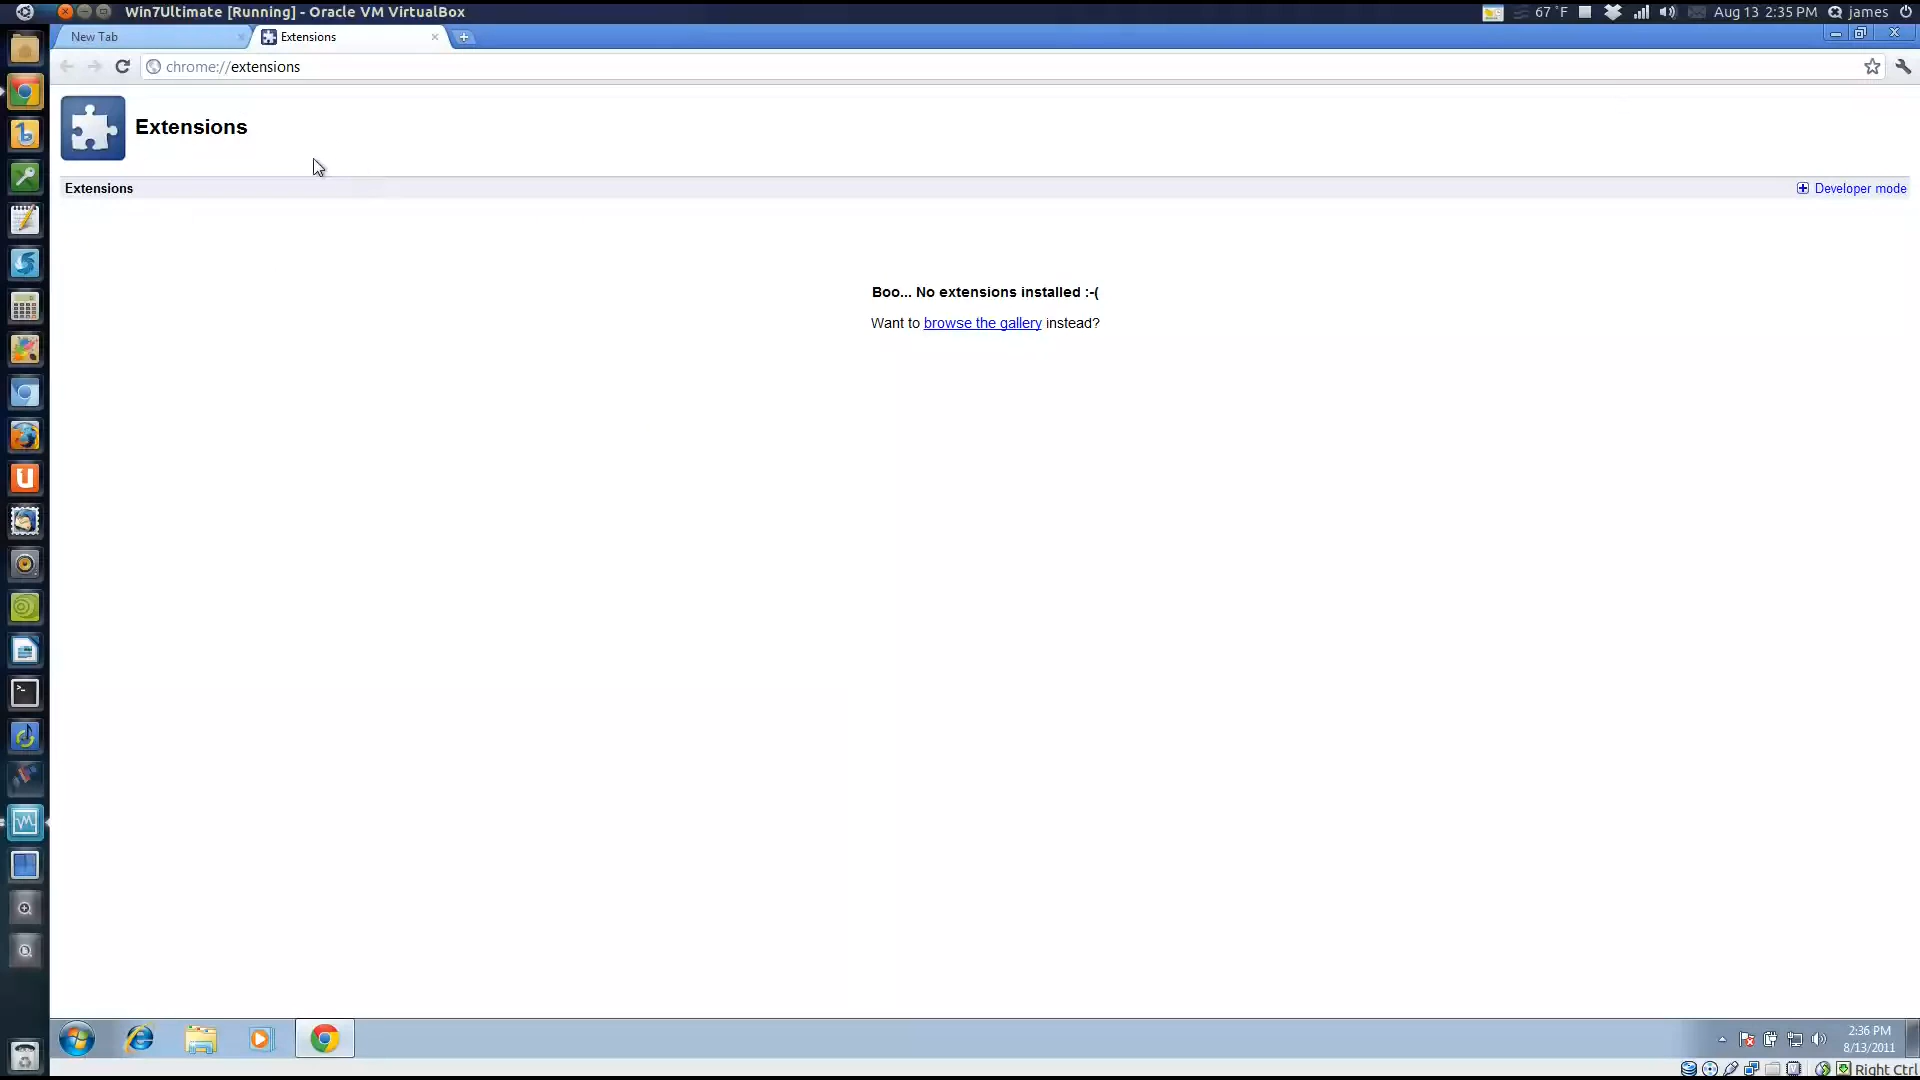 Win7Ultimate [Running] - Oracle VM VirtualBox
67 °F
Aug 13 2:35 PM
james
New Tab
Extensions
chrome://extensions
Extensions
Extensions
Developer mode
Boo... No extensions installed :-(
Want to browse the gallery instead?
2:36 PM
8/13/2011
Right Ctrl